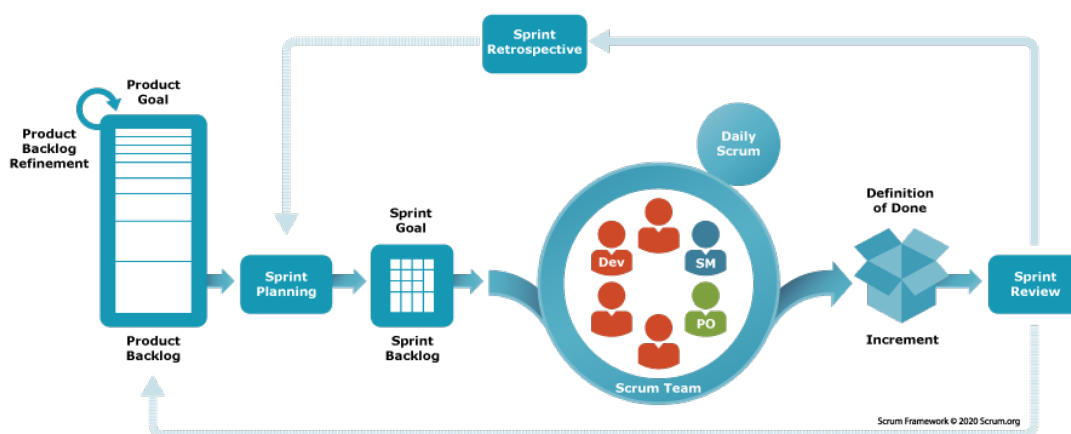 Sprint
Retrospective
Product
Goal
Product
Backlog
Refinement
Daily
Scrum
Sprint
Goal
Definition
of Done
Dev
SM
Sprint
Planning
Sprint
Review
PO
Product
Backlog
Sprint
Backlog
Increment
Scrum Team
Scrum Framework © 2020 Scrum.org